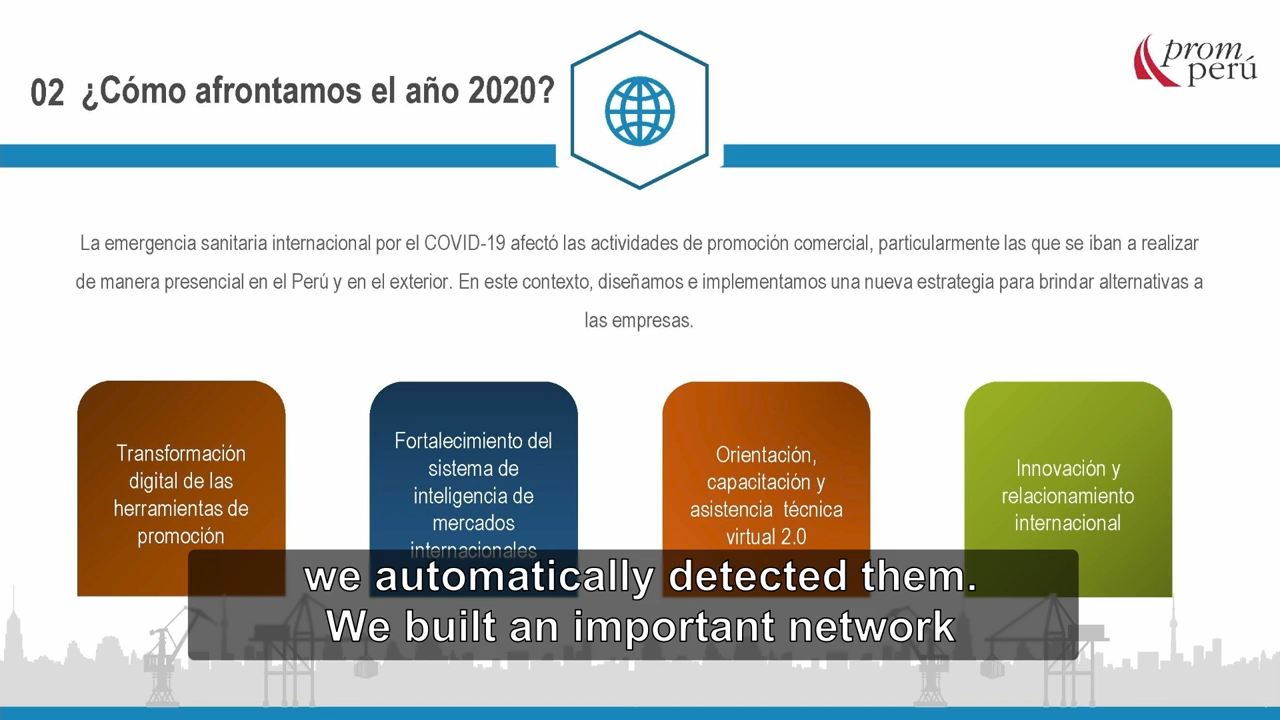 02 ¿Cómo afrontamos el año 2020?
prom
perú
La emergencia sanitaria internacional por el COVID-19 afectó las actividades de promoción comercial, particularmente las que se iban a realizar
de manera presencial en el Perú y en el exterior. En este contexto, diseñamos e implementamos una nueva estrategia para brindar alternativas a
las empresas.
Transformación
digital de las
herramientas de
promoción
Fortalecimiento del
sistema de
inteligencia de
mercados
internacionales
Orientación,
capacitación y
asistencia técnica
virtual 2.0
Innovación y
relacionamiento
internacional
we automatically detected them.
We built an important network